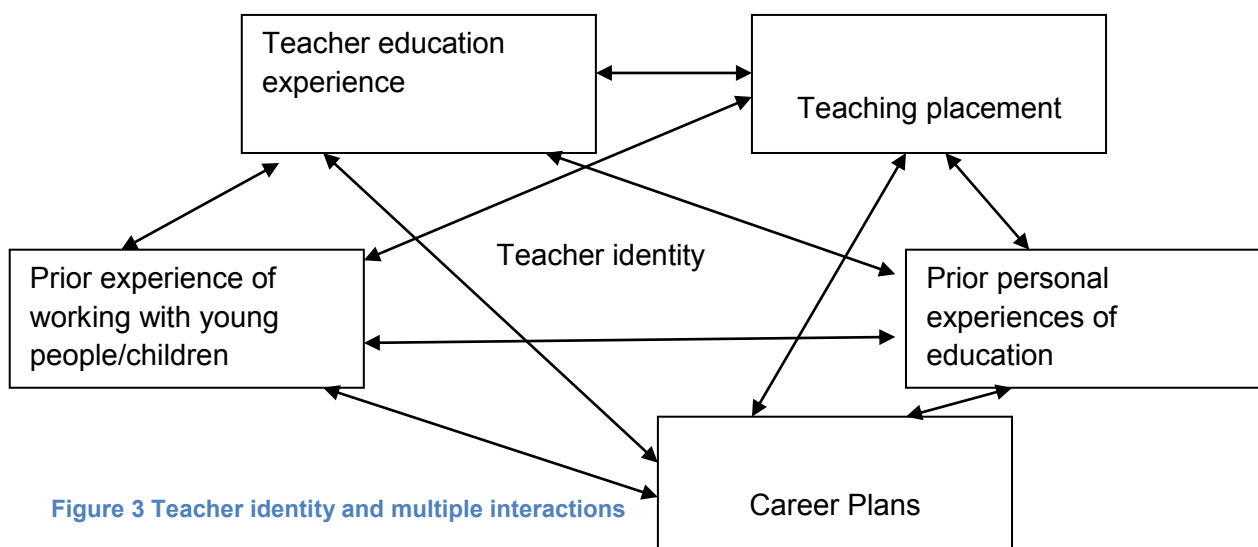 Teacher education
experience
Teaching placement
Teacher identity
Prior experience of
working with young
people/children
Prior personal
experiences of
education
Career Plans
Figure 3 Teacher identity and multiple interactions